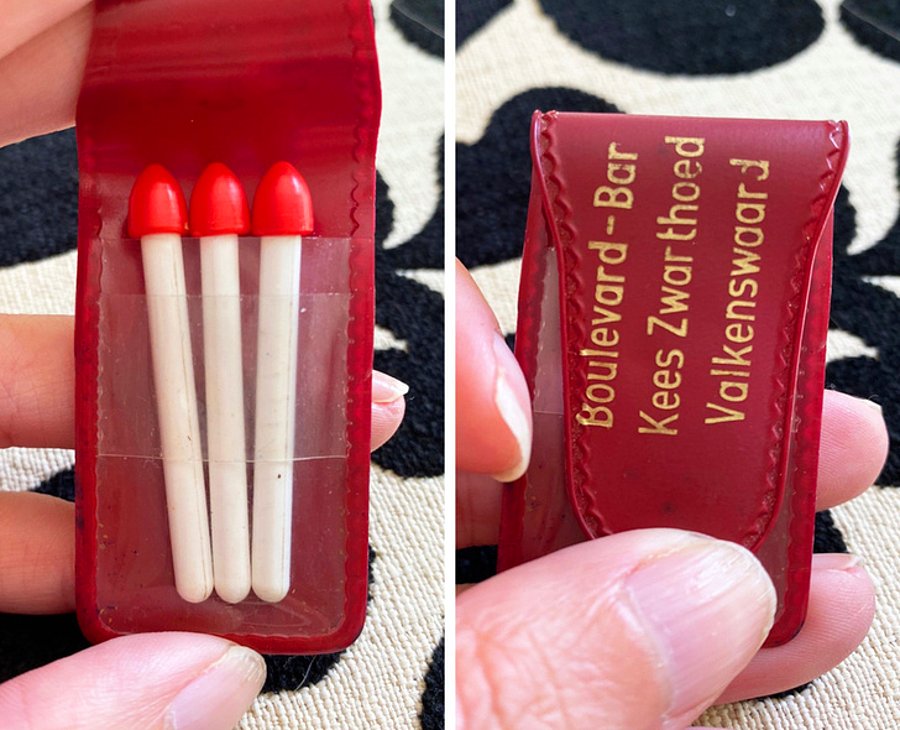 Boulevard-Bar
Kees Zwarthoed
Valkenswaard